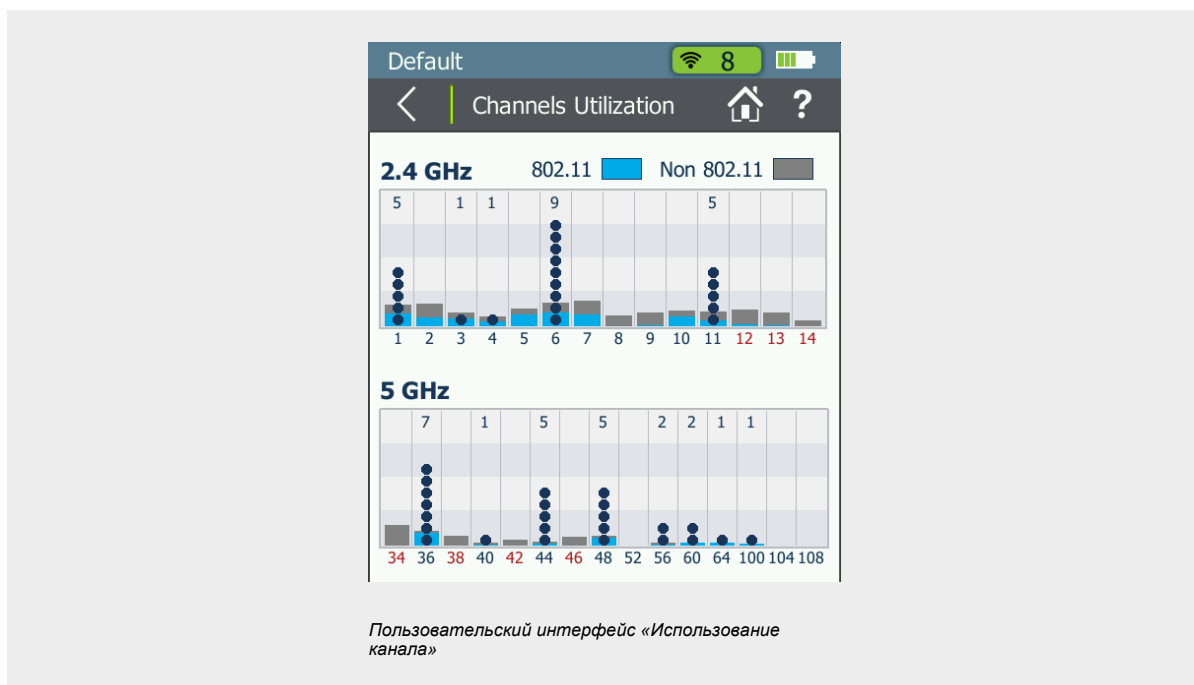 Default 8
Channels Utilization ?
2.4 GHz 802.11 Non 802.11
5 1 1 9 5
1 2 3 4 5 6 7 8 9 10 11 12 13 14
5 GHz
7 1 5 5 2 2 1 1
34 36 38 40 42 44 46 48 52 56 60 64 100 104 108
Пользовательский интерфейс «Использование
канала»